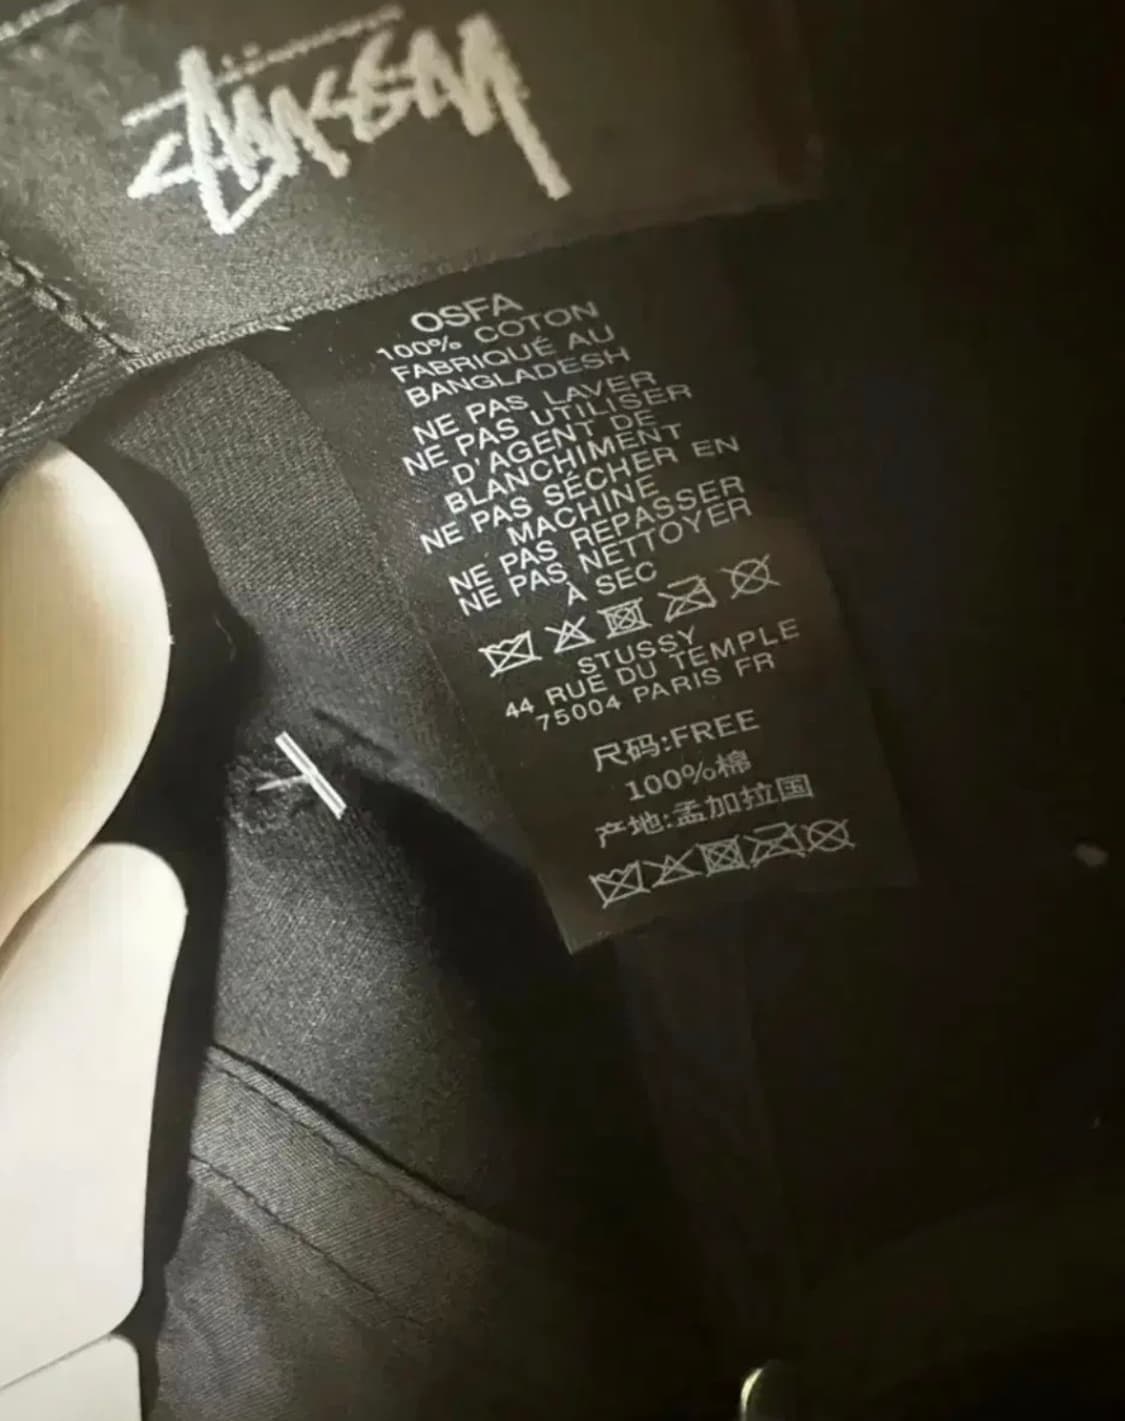 Stüssy
OSFA
100% COTON
FABRIQUÉ AU
BANGLADESH
NE PAS LAVER
NE PAS UTILISER
D'AGENT DE
BLANCHIMENT
NE PAS SÉCHER EN
MACHINE
NE PAS REPASSER
NE PAS NETTOYER
À SEC
STUSSY
44 RUE DU TEMPLE
75004 PARIS FR
尺码:FREE
100%棉
产地:孟加拉国